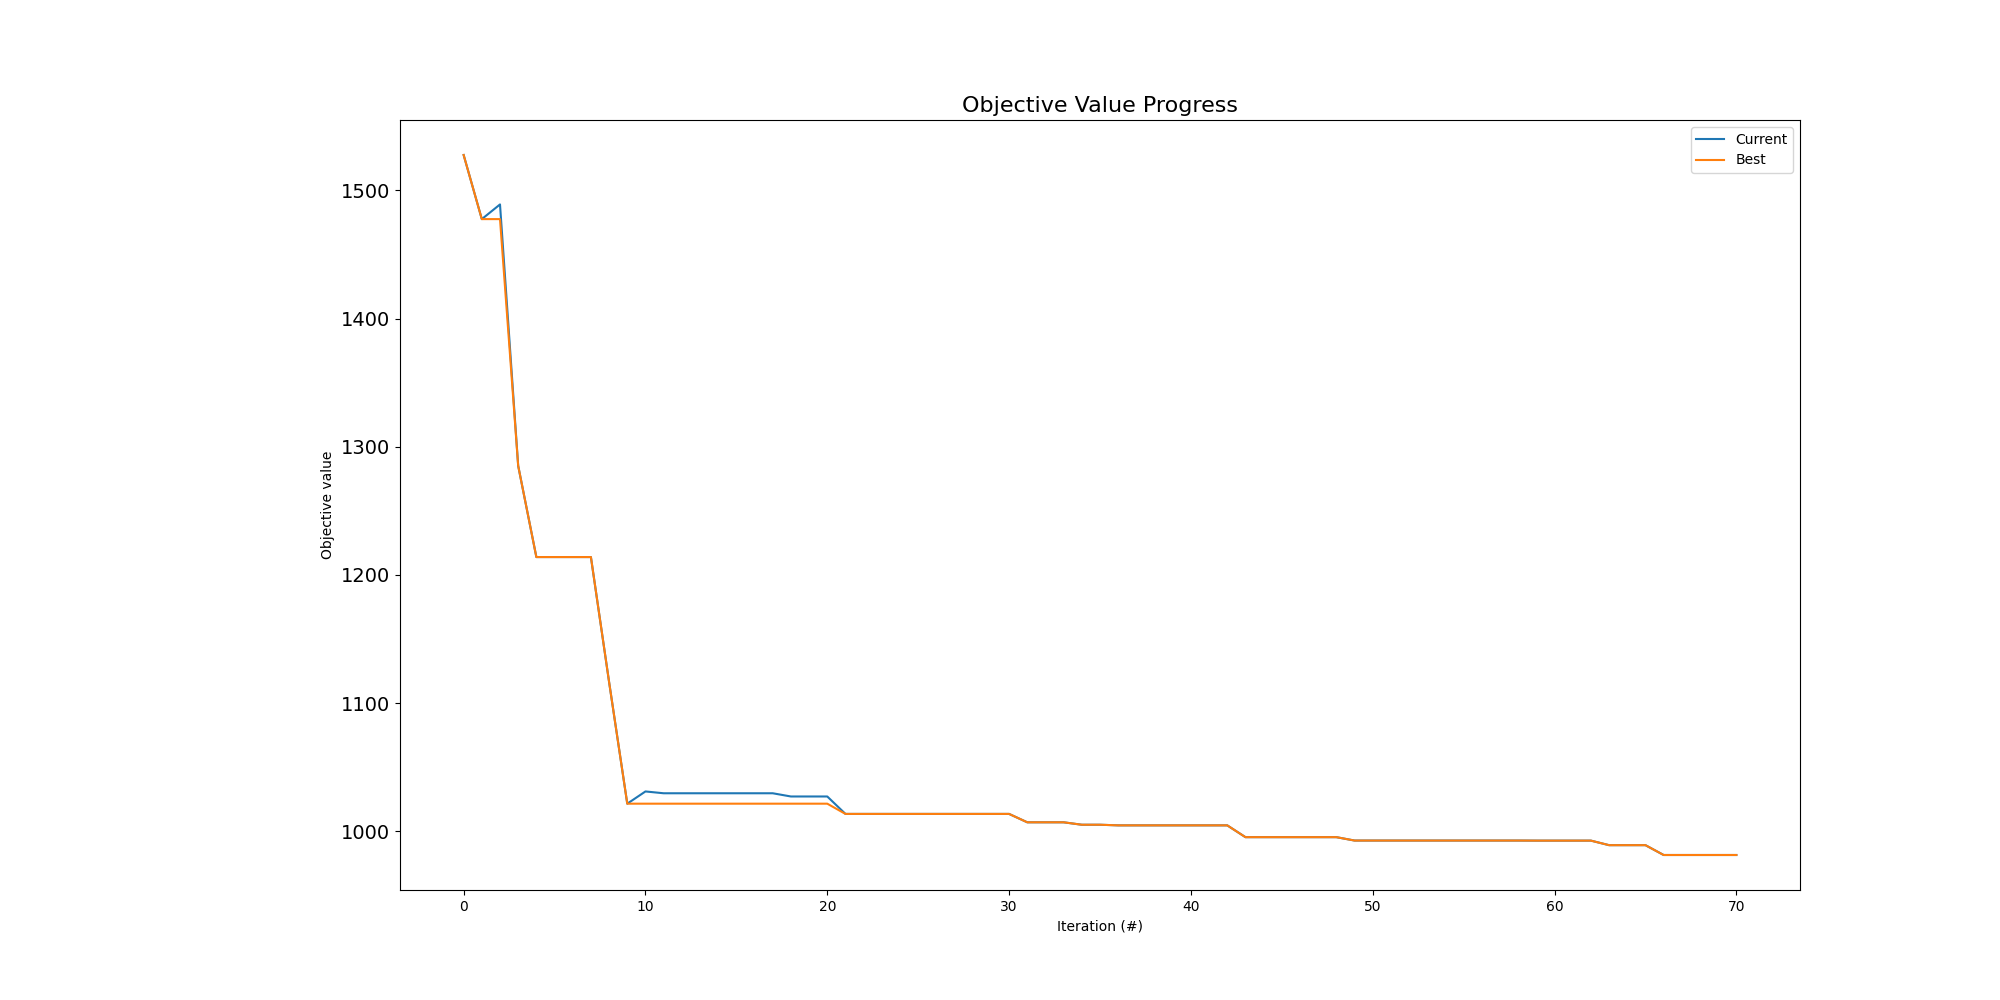 Objective Value Progress
Current
Best
1500
1400
1300
1200
1100
1000
Objective value
0 10 20 30 40 50 60 70
Iteration (#)